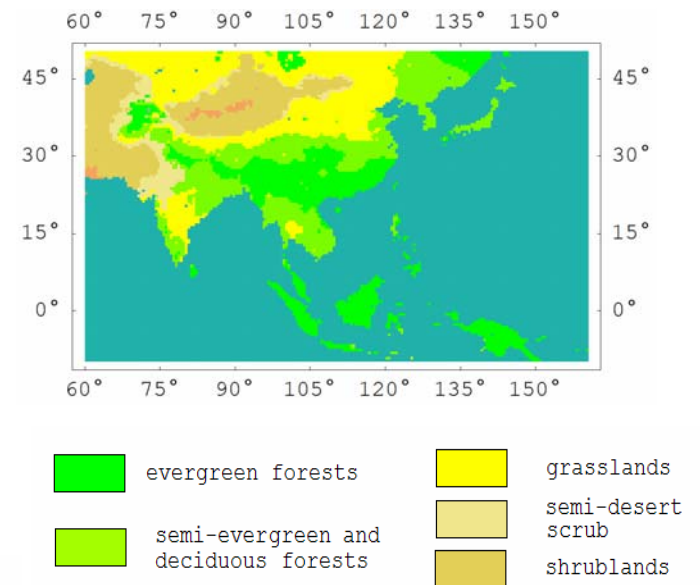 60° 75° 90° 105° 120° 135° 150°
45° 45°
30° 30°
15° 15°
0° 0°
60° 75° 90° 105° 120° 135° 150°
evergreen forests
semi-evergreen and
deciduous forests
grasslands
semi-desert
scrub
shrublands